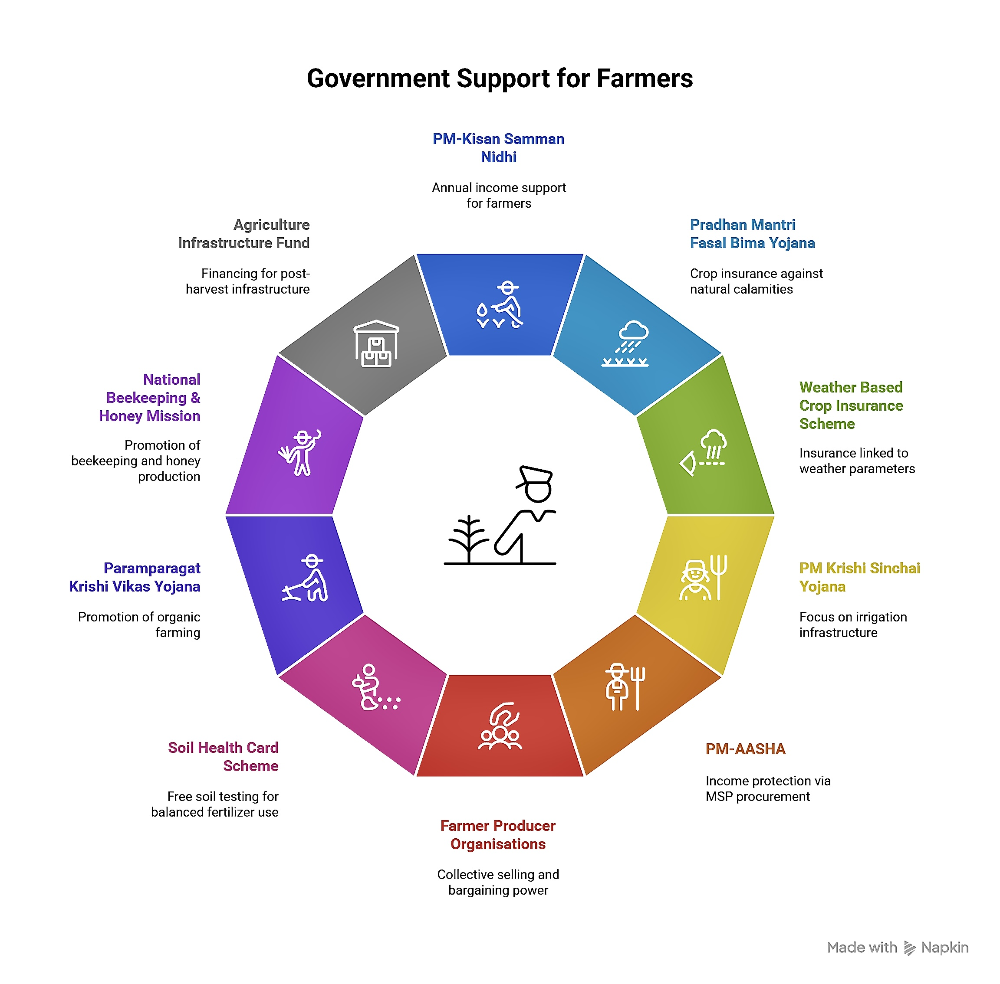 Government Support for Farmers
PM-Kisan Samman
Nidhi
Annual income support
for farmers
Pradhan Mantri
Fasal Bima Yojana
Crop insurance against
natural calamities
Weather Based
Crop Insurance
Scheme
Insurance linked to
weather parameters
PM Krishi Sinchai
Yojana
Focus on irrigation
infrastructure
PM-AASHA
Income protection via
MSP procurement
Farmer Producer
Organisations
Collective selling and
bargaining power
Soil Health Card
Scheme
Free soil testing for
balanced fertilizer use
Paramparagat
Krishi Vikas Yojana
Promotion of organic
farming
National
Beekeeping &
Honey Mission
Promotion of
beekeeping and honey
production
Agriculture
Infrastructure Fund
Financing for post-
harvest infrastructure
Made with Napkin